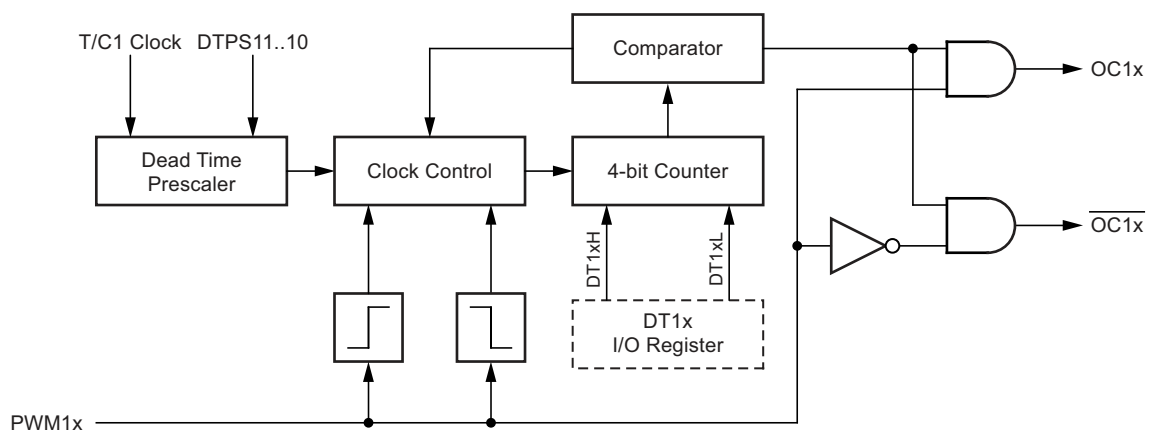 T/C1 Clock DTPS11..10
Comparator
OC1x
Dead Time
Prescaler
Clock Control
4-bit Counter
OC1x
DT1xH
DT1xL
DT1x
I/O Register
PWM1x